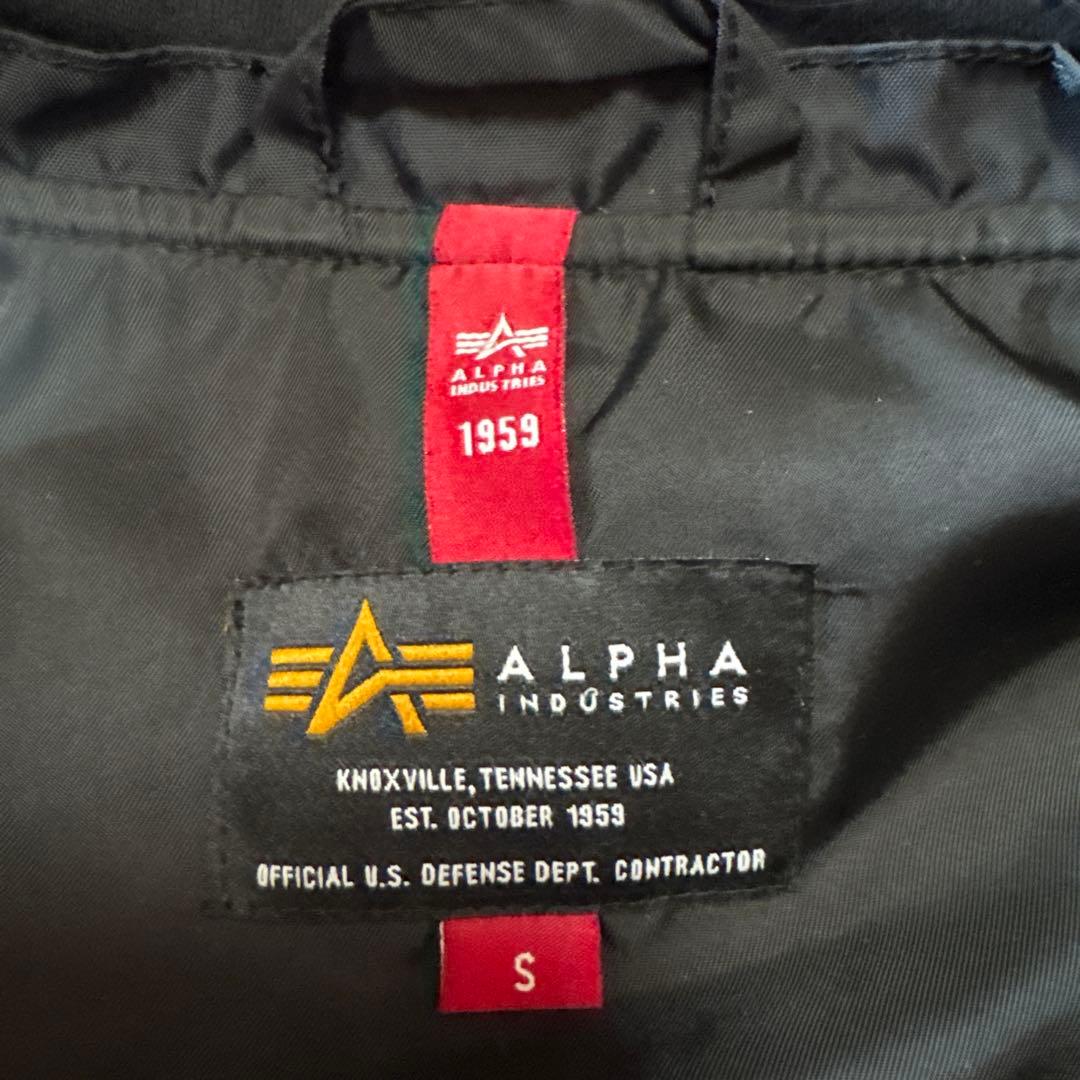 ALPHA
INDUSTRIES
1959
ALPHA
INDUSTRIES
KNOXVILLE, TENNESSEE USA
EST. OCTOBER 1959
OFFICIAL U.S. DEFENSE DEPT. CONTRACTOR
S